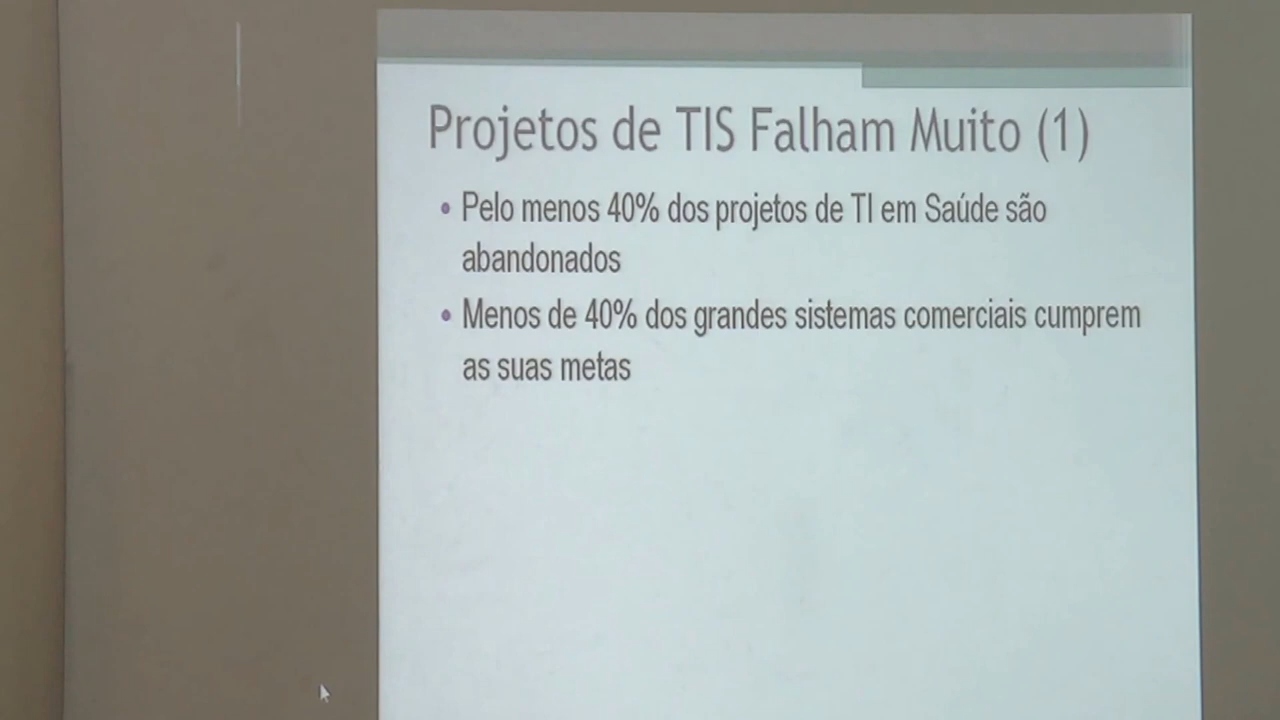 Projetos de TIS Falham Muito (1)
• Pelo menos 40% dos projetos de TI em Saúde são
abandonados
• Menos de 40% dos grandes sistemas comerciais cumprem
as suas metas